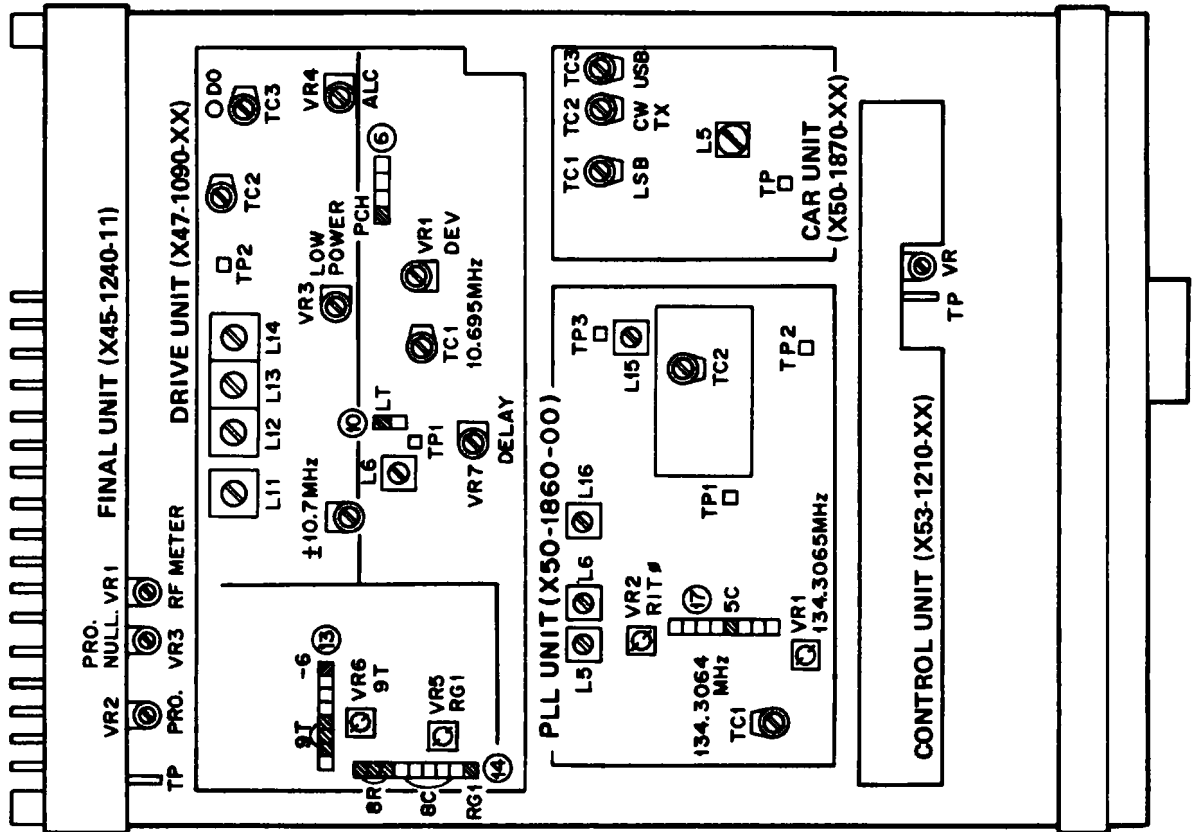 FINAL UNIT (X45-1240-11)
PRO.
NULL.
VR1
RF METER
VR3
VR2
PRO.
TP
DRIVE UNIT (X47-1090-XX)
DO
TC3
TC2
TP2
L14
L13
L12
L11
VR4
ALC
6
PCH
VR3
LOW
POWER
VR1
DEV
TC1
10.695MHz
10
LT
TP1
L6
VR7
DELAY
±10.7MHz
-6
13
9T
VR6
9T
VR5
RG1
8R
8C
RG1
14
PLL UNIT (X50-1860-00)
TP3
L15
TC2
TP2
TP1
L16
L6
L5
VR2
RIT ø
17
5C
VR1
134.3065MHz
134.3064
MHz
TC1
TC3
USB
TC2
CW
TX
TC1
LSB
L5
TP
CAR UNIT
(X50-1870-XX)
VR
TP
CONTROL UNIT (X53-1210-XX)